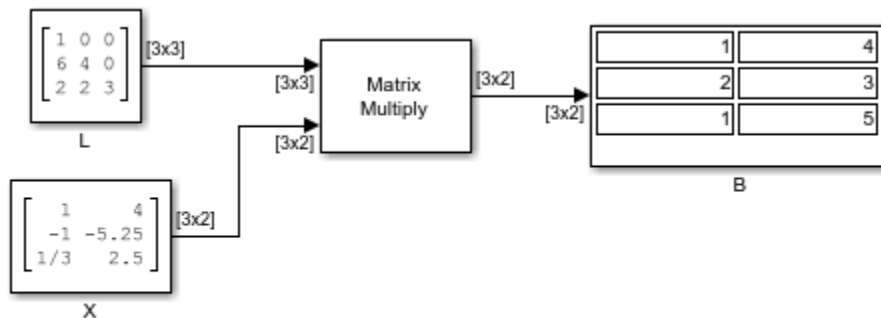 1 0 0
6 4 0
2 2 3
L
[3x3]
[3x3]
1 4
-1 -5.25
1/3 2.5
X
[3x2]
[3x2]
Matrix
Multiply
[3x2]
[3x2]
1 4
2 3
1 5
B